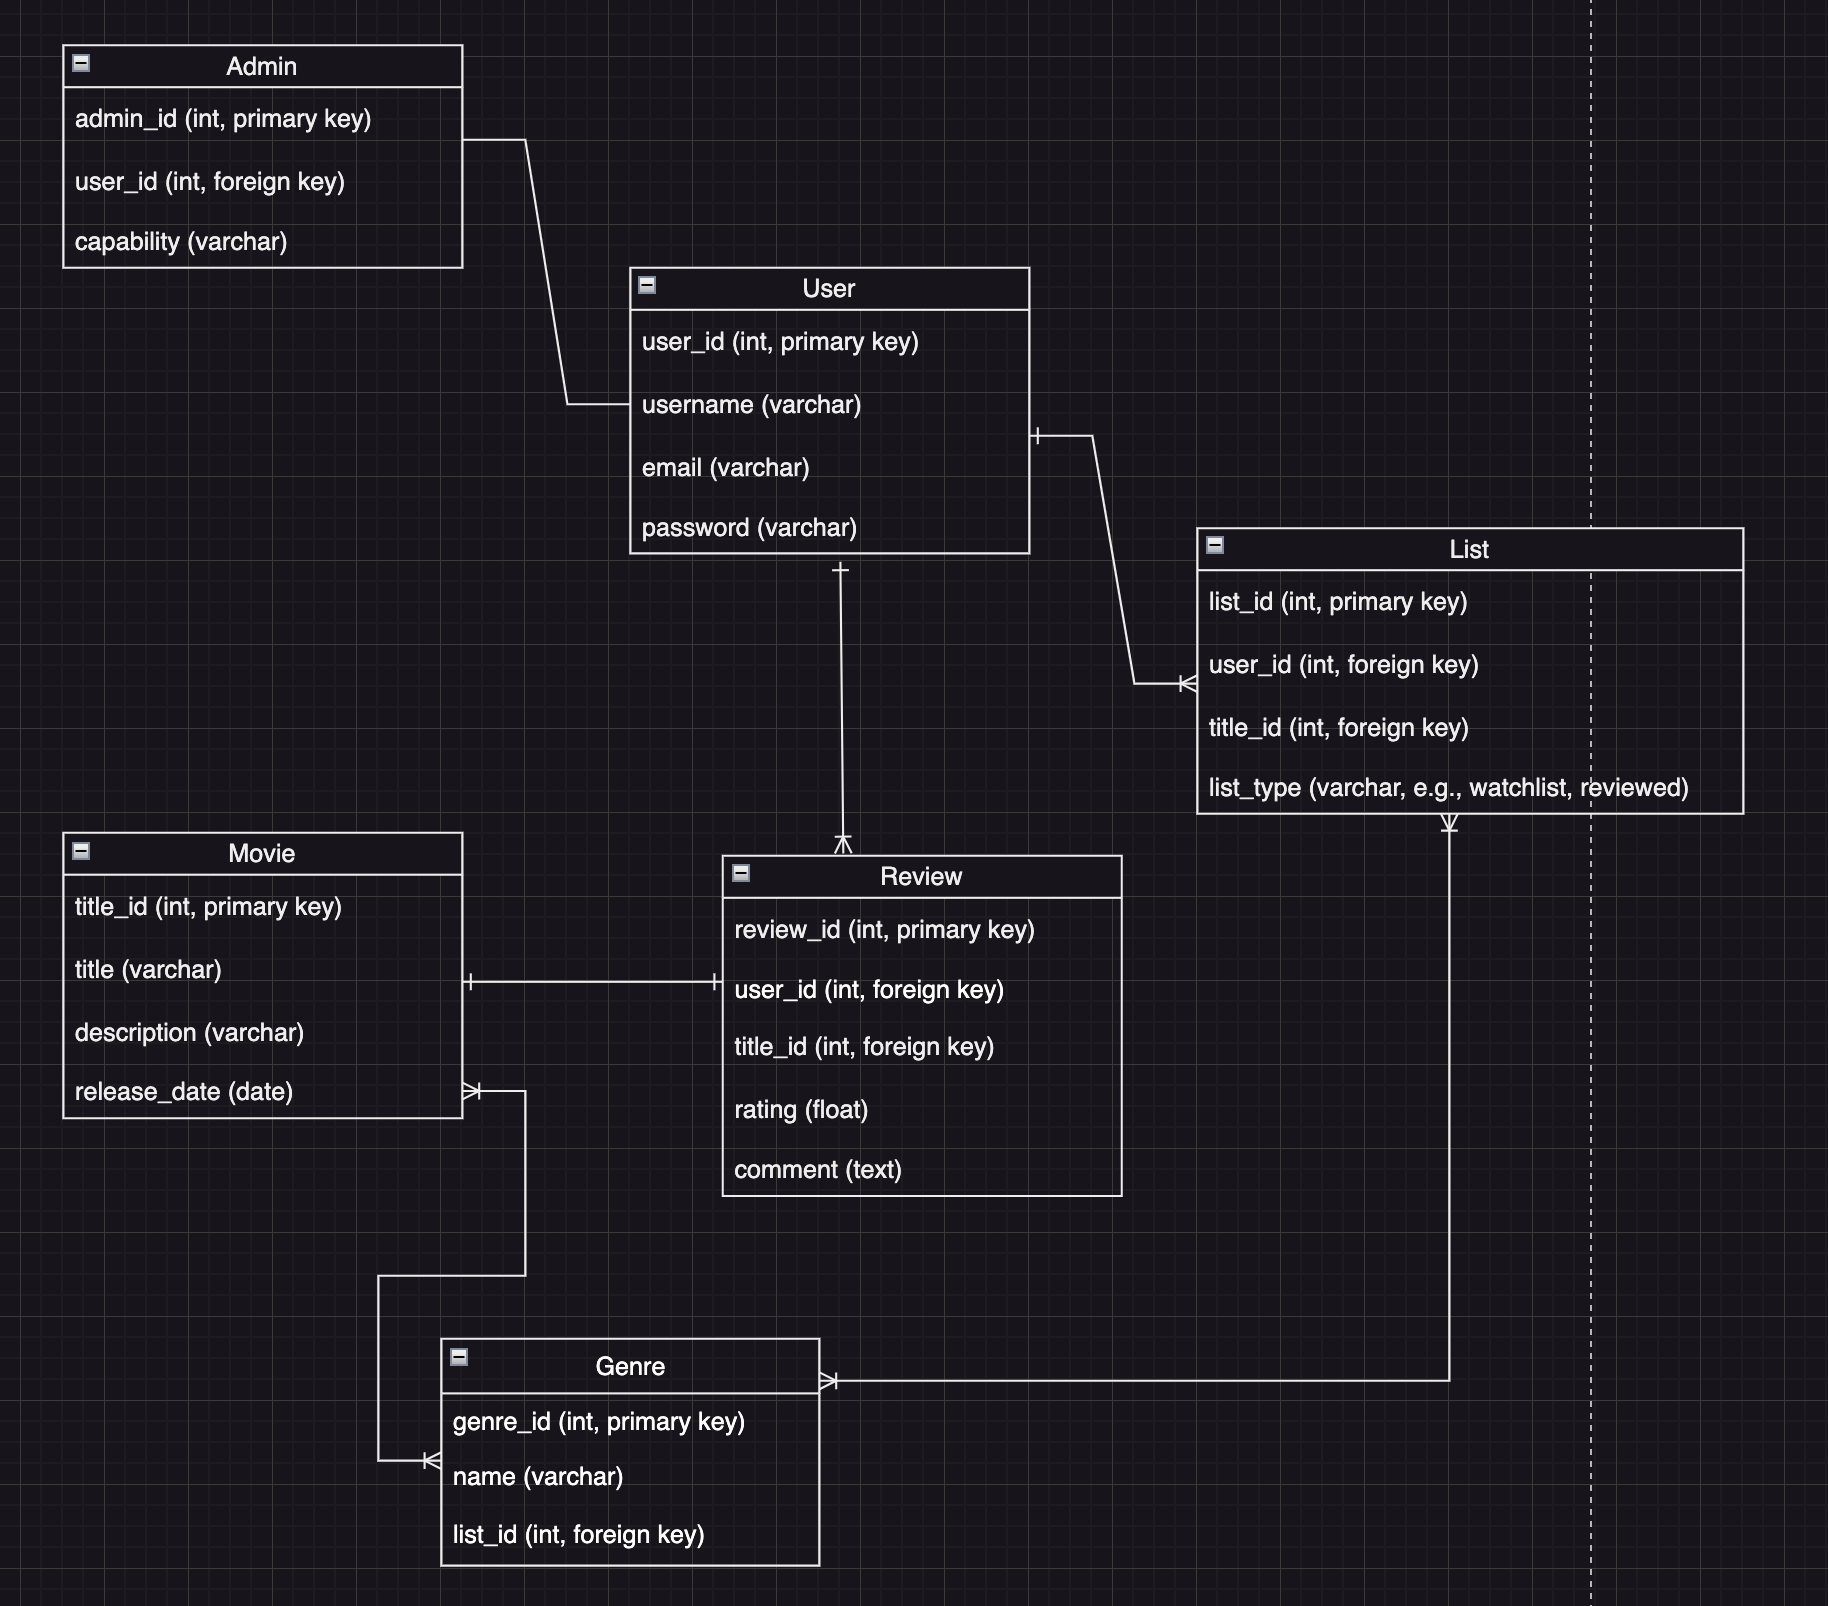 Admin
admin_id (int, primary key)
user_id (int, foreign key)
capability (varchar)
User
user_id (int, primary key)
username (varchar)
email (varchar)
password (varchar)
List
list_id (int, primary key)
user_id (int, foreign key)
title_id (int, foreign key)
list_type (varchar, e.g., watchlist, reviewed)
Movie
title_id (int, primary key)
title (varchar)
description (varchar)
release_date (date)
Review
review_id (int, primary key)
user_id (int, foreign key)
title_id (int, foreign key)
rating (float)
comment (text)
Genre
genre_id (int, primary key)
name (varchar)
list_id (int, foreign key)